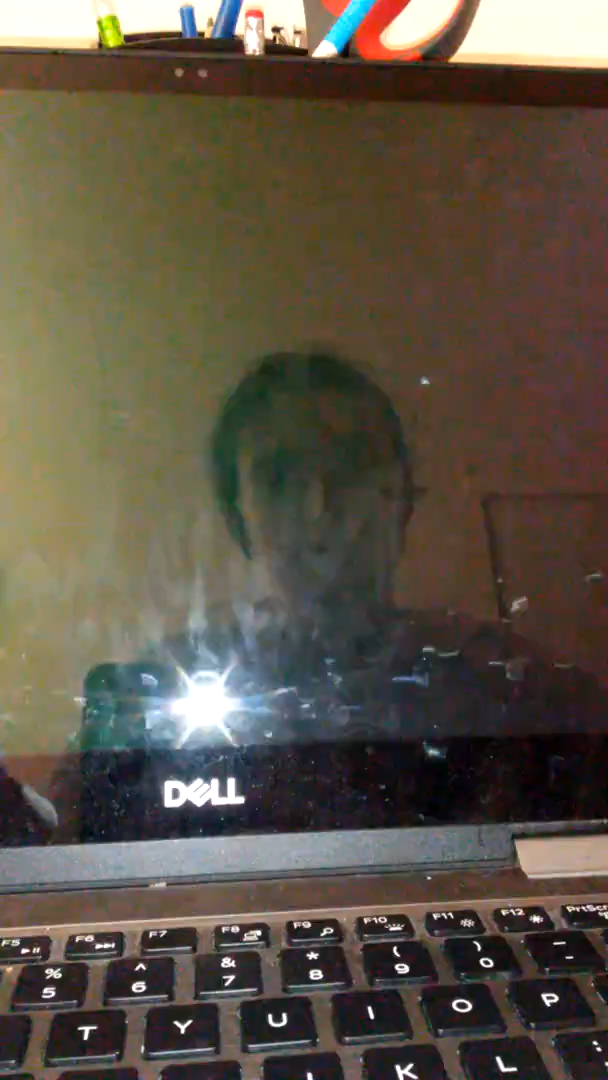 DELL
F5 F6 F7 F8 F9 F10 F11 F12 PrtScr
% ^ & * ( ) _
5 6 7 8 9 0 -
T Y U I O P
J K L :